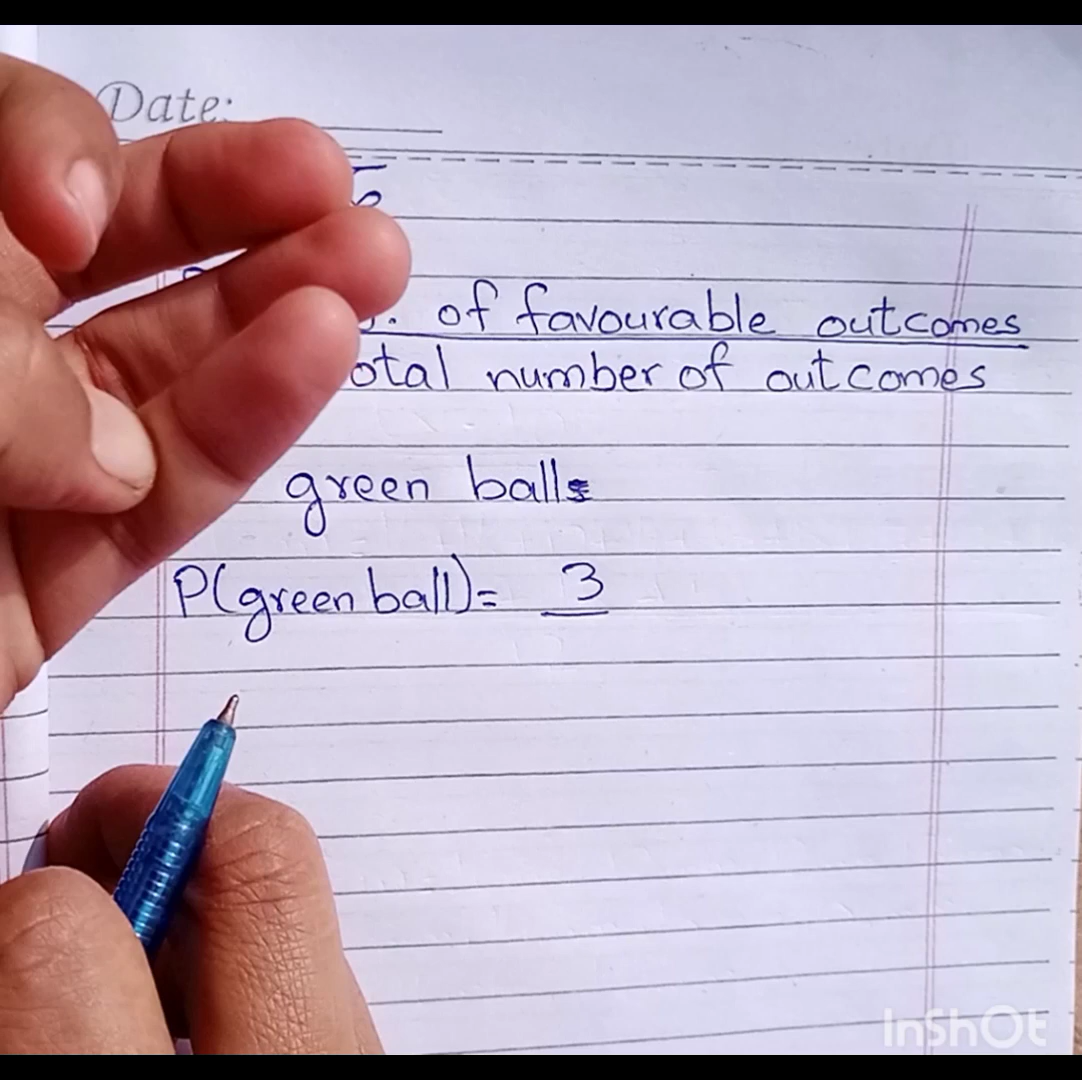 Date:
of favourable outcomes
otal number of outcomes
green balls
P(green ball)= 3
InShOt